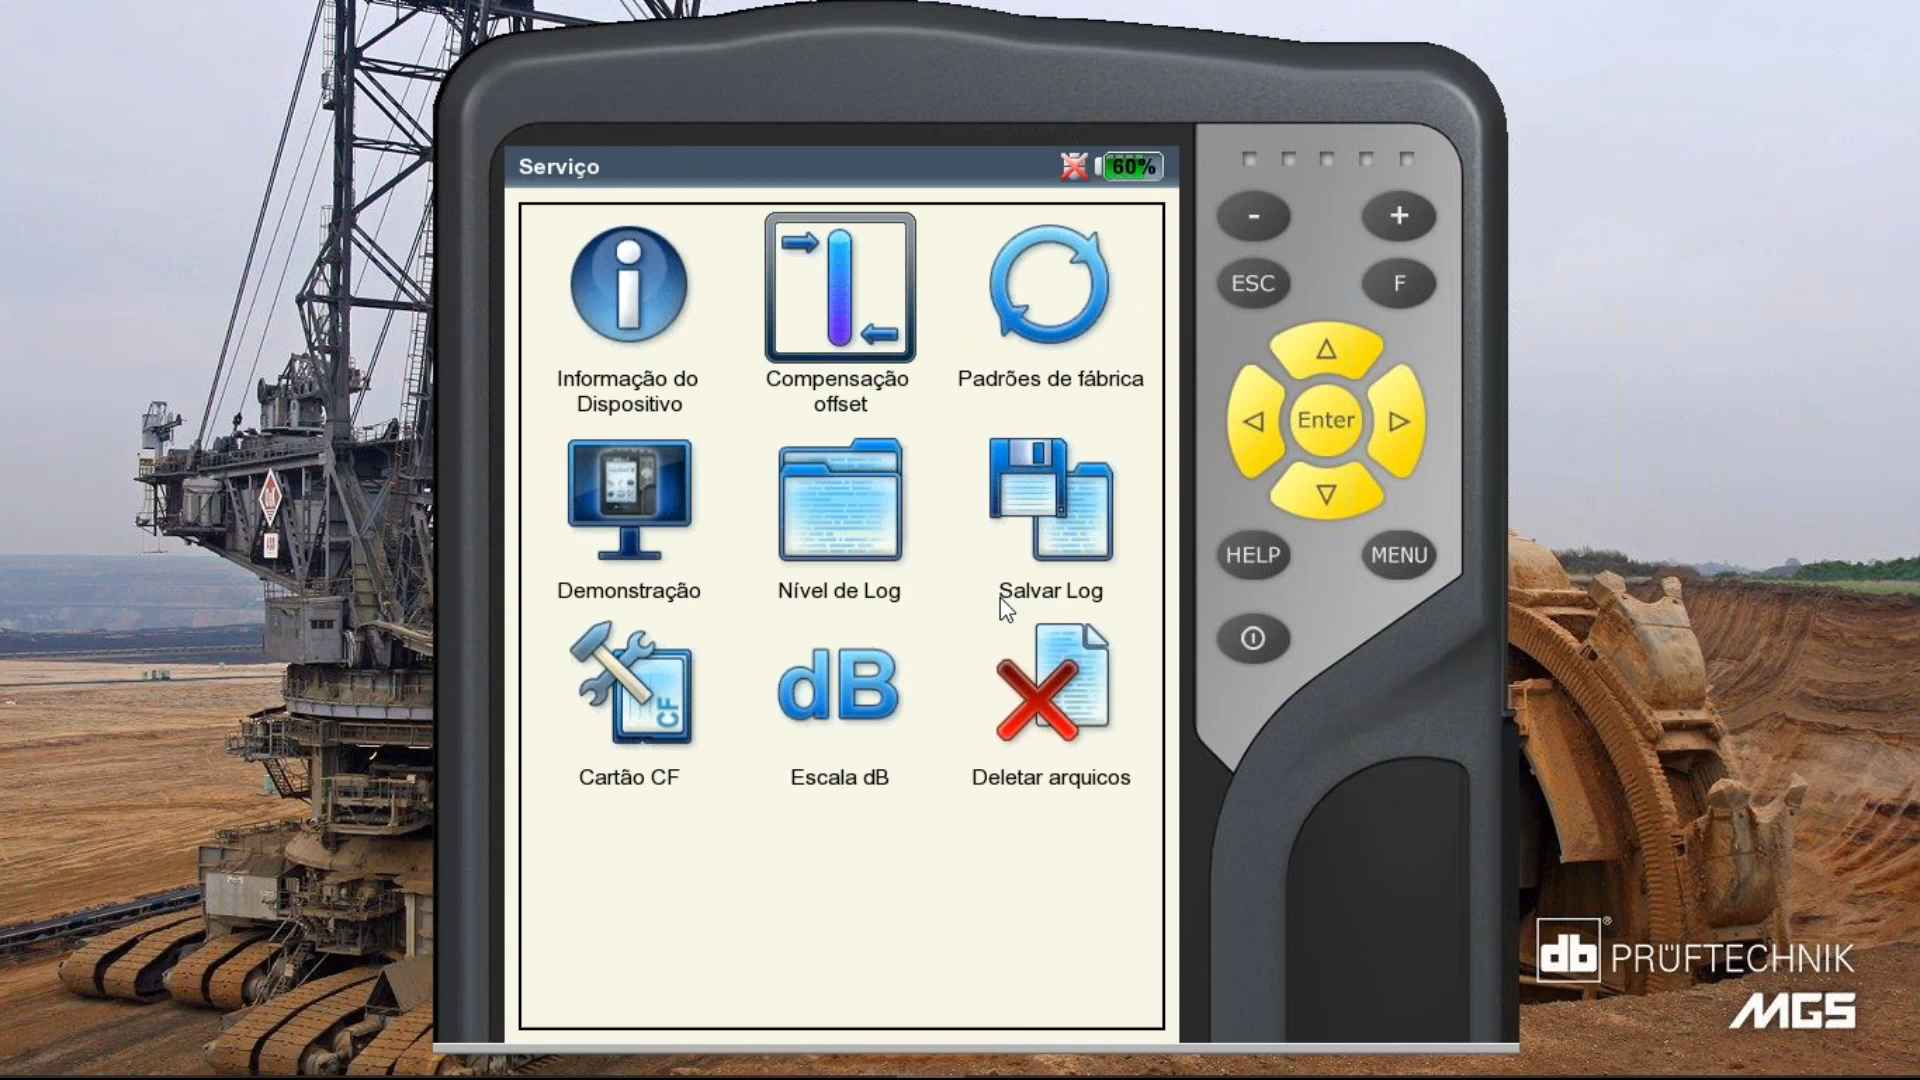 Serviço
60%
Informação do
Dispositivo
Compensação
offset
Padrões de fábrica
Demonstração
Nível de Log
Salvar Log
CF
Cartão CF
dB
Escala dB
Deletar arquicos
-
+
ESC
F
Enter
HELP
MENU
db® PRÜFTECHNIK
MGS